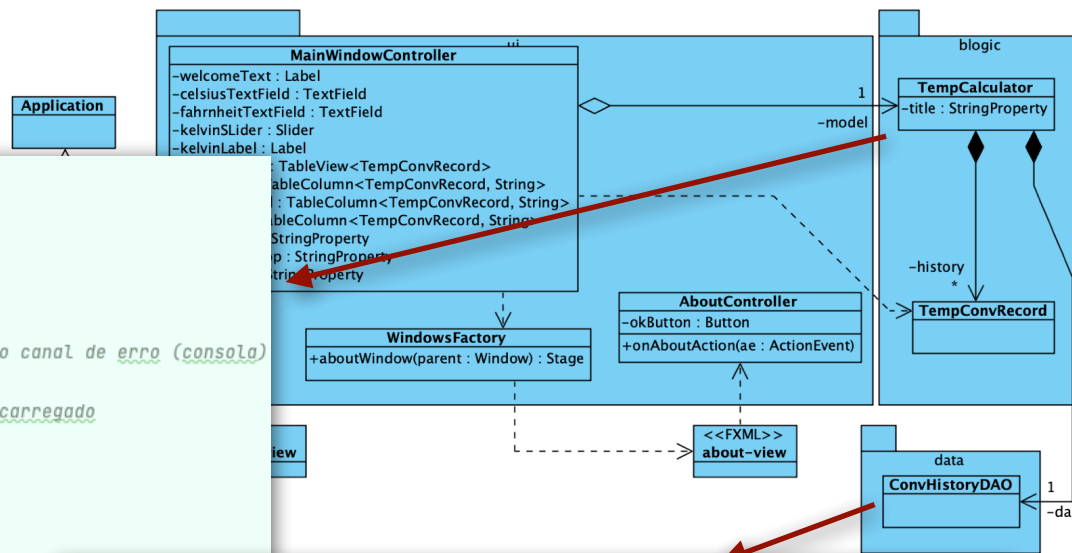 ui
MainWindowController
-welcomeText : Label
-celsiusTextField : TextField
-fahrnheitTextField : TextField
-kelvinSLider : Slider
-kelvinLabel : Label
: TableView<TempConvRecord>
ableColumn<TempConvRecord, String>
: TableColumn<TempConvRecord, String>
bleColumn<TempConvRecord, String>
StringProperty
op : StringProperty
StringProperty
Application
blogic
TempCalculator
-title : StringProperty
1
-model
-history
*
TempConvRecord
AboutController
-okButton : Button
+onAboutAction(ae : ActionEvent)
WindowsFactory
+aboutWindow(parent : Window) : Stage
o canal de erro (consola)
carregado
iew
<<FXML>>
about-view
data
ConvHistoryDAO
1
-da